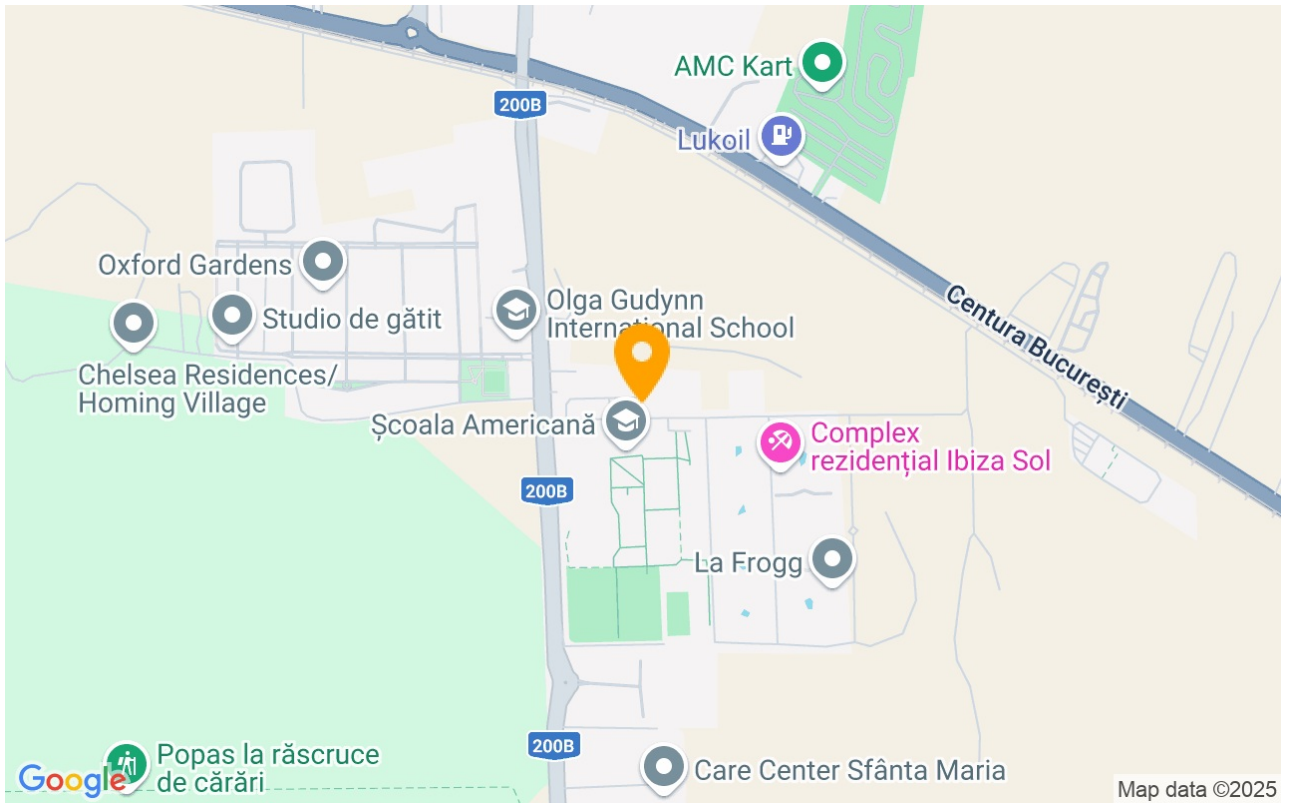 AMC Kart
200B
Lukoil
Oxford Gardens
Olga Gudynn
International School
Studio de gătit
Centura București
Chelsea Residences/
Homing Village
Școala Americană
Complex
rezidențial Ibiza Sol
200B
La Frogg
200B
Popas la răscruce
de cărări
Care Center Sfânta Maria
Google
Map data ©2025